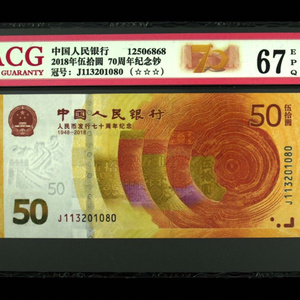 ACG
GUARANTY
中国人民银行 12506868
2018年伍拾圆 70周年纪念钞
冠号：J113201080 (☆☆☆)
70
67 EPQ
中国人民银行
人民币发行七十周年纪念
1948-2018
50
伍拾圆
50
J113201080
J113201080